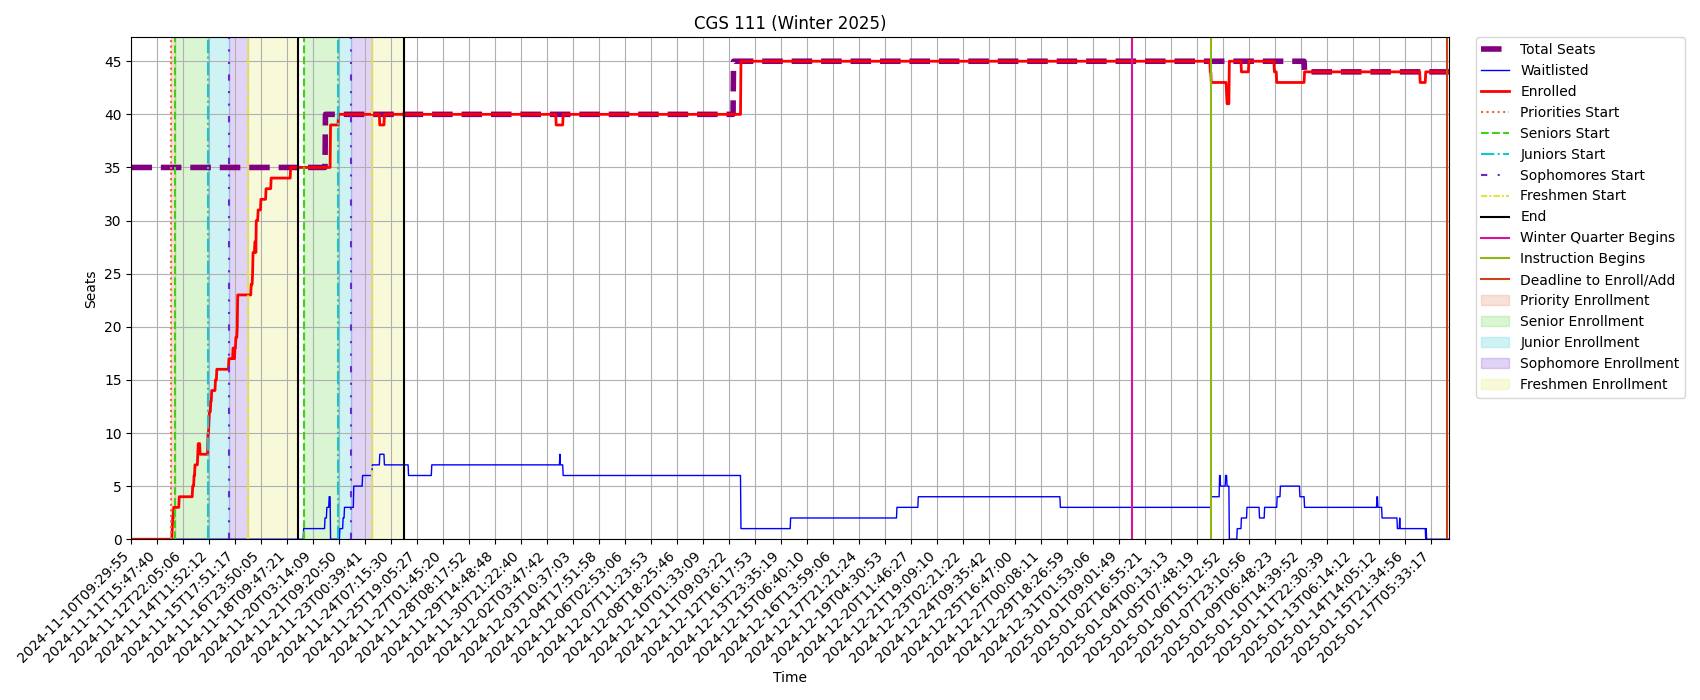 CGS 111 (Winter 2025)
Seats
45
40
35
30
25
20
15
10
5
0
2024-11-10T09:29:55
2024-11-11T15:47:40
2024-11-12T22:05:06
2024-11-14T11:52:12
2024-11-15T17:51:17
2024-11-16T23:50:05
2024-11-18T09:47:21
2024-11-20T03:14:09
2024-11-21T09:20:50
2024-11-23T00:39:41
2024-11-24T07:15:30
2024-11-25T19:05:27
2024-11-27T01:45:20
2024-11-28T08:17:52
2024-11-29T14:48:48
2024-11-30T21:22:40
2024-12-02T03:47:42
2024-12-03T10:37:03
2024-12-04T17:51:58
2024-12-06T02:53:06
2024-12-07T11:23:53
2024-12-08T18:25:46
2024-12-10T01:33:09
2024-12-11T09:03:22
2024-12-12T16:17:53
2024-12-13T23:35:19
2024-12-15T06:40:10
2024-12-16T13:59:06
2024-12-17T21:21:24
2024-12-19T04:30:53
2024-12-20T11:46:27
2024-12-21T19:09:10
2024-12-23T02:21:22
2024-12-24T09:35:42
2024-12-25T16:47:00
2024-12-27T00:08:11
2024-12-29T18:26:59
2024-12-31T01:53:06
2025-01-01T09:01:49
2025-01-02T16:55:21
2025-01-04T00:13:13
2025-01-05T07:48:19
2025-01-06T15:12:52
2025-01-07T23:10:56
2025-01-09T06:48:23
2025-01-10T14:39:52
2025-01-11T22:30:39
2025-01-13T06:14:12
2025-01-14T14:05:12
2025-01-15T21:34:56
2025-01-17T05:33:17
Time
Total Seats
Waitlisted
Enrolled
Priorities Start
Seniors Start
Juniors Start
Sophomores Start
Freshmen Start
End
Winter Quarter Begins
Instruction Begins
Deadline to Enroll/Add
Priority Enrollment
Senior Enrollment
Junior Enrollment
Sophomore Enrollment
Freshmen Enrollment